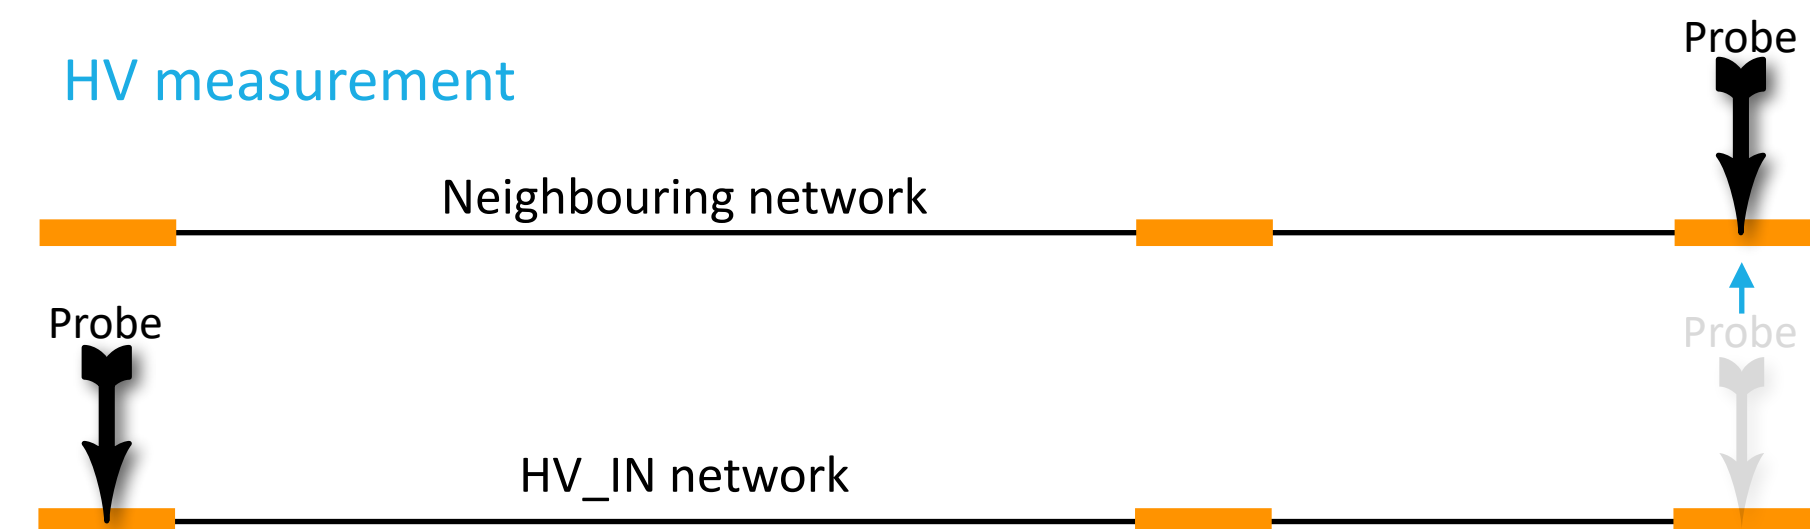 Probe
HV measurement
Neighbouring network
Probe
Probe
HV_IN network